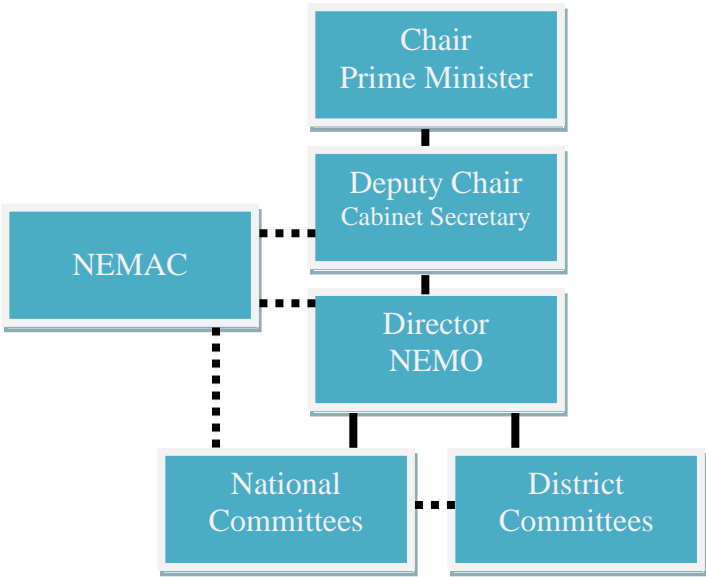 Chair
Prime Minister
Deputy Chair
Cabinet Secretary
NEMAC
Director
NEMO
National
Committees
District
Committees